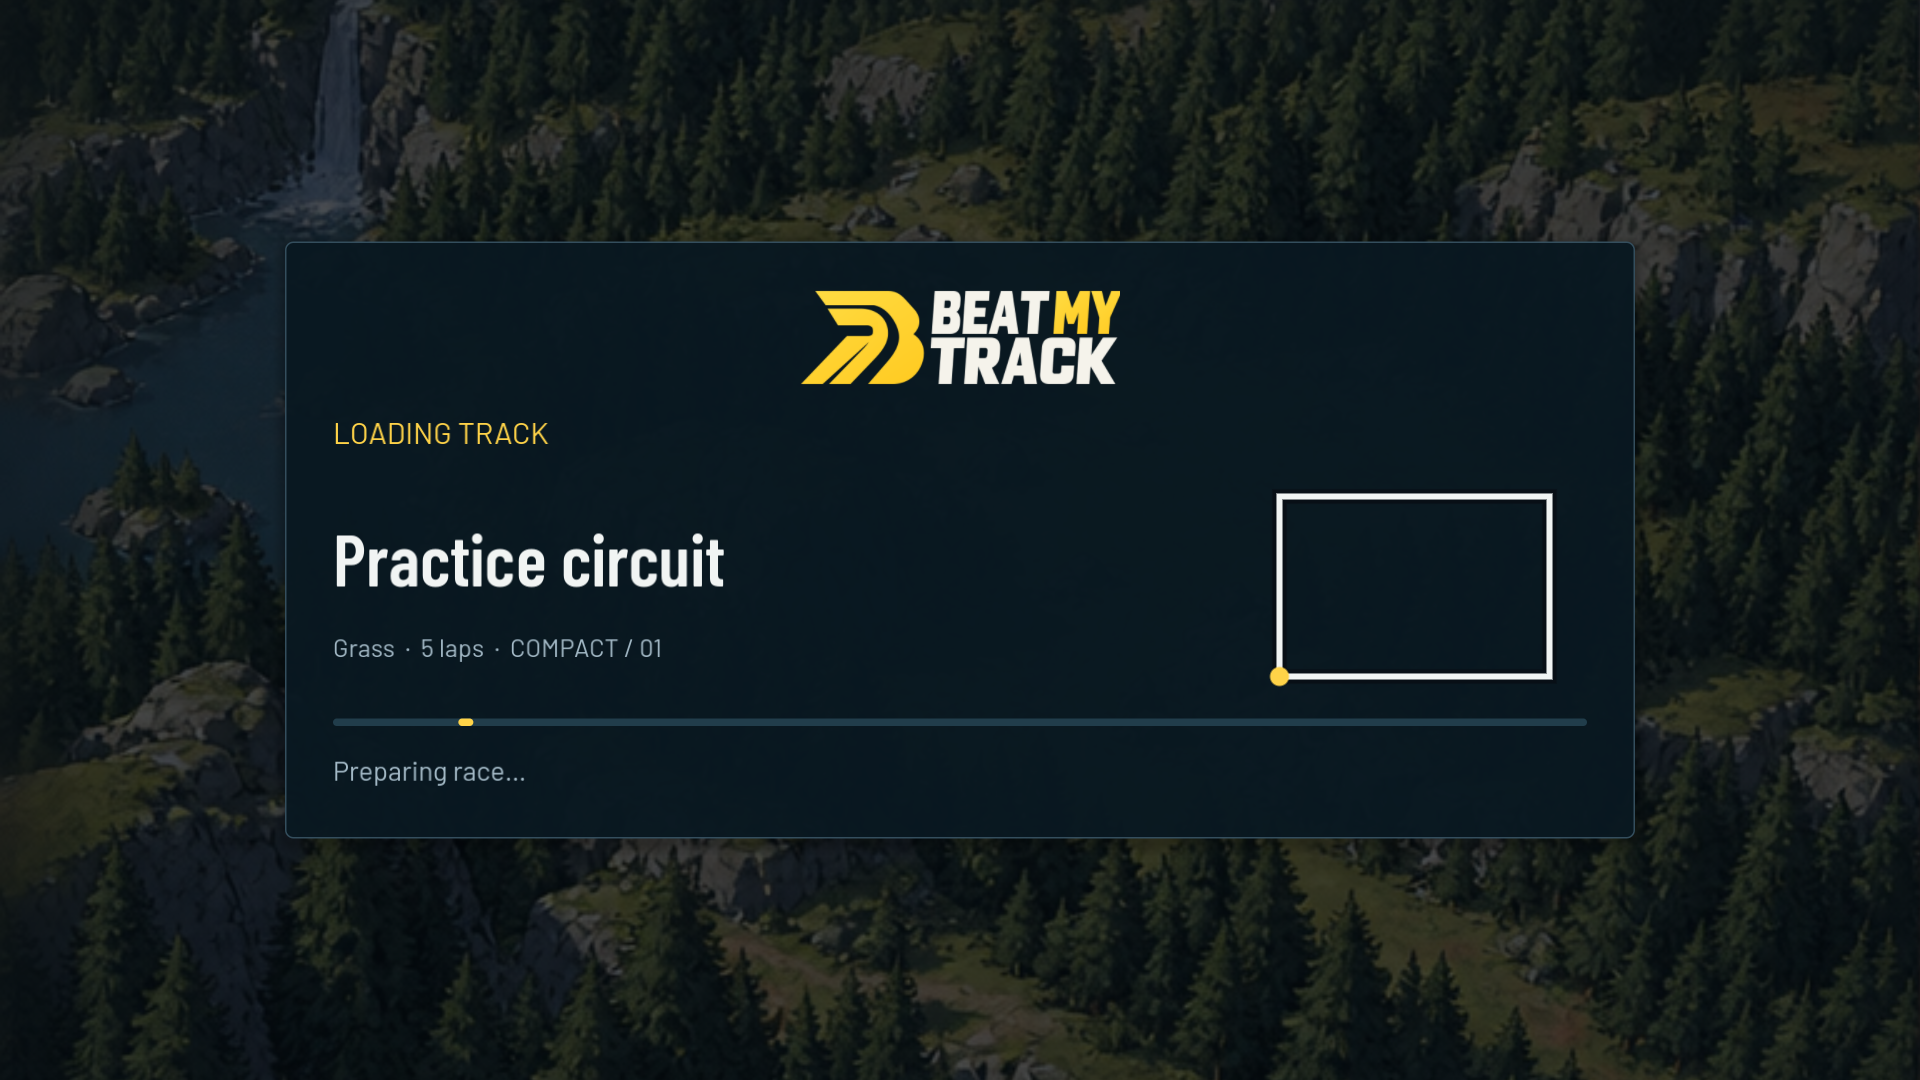 BEAT MY
TRACK
LOADING TRACK
Practice circuit
Grass · 5 laps · COMPACT / 01
Preparing race...